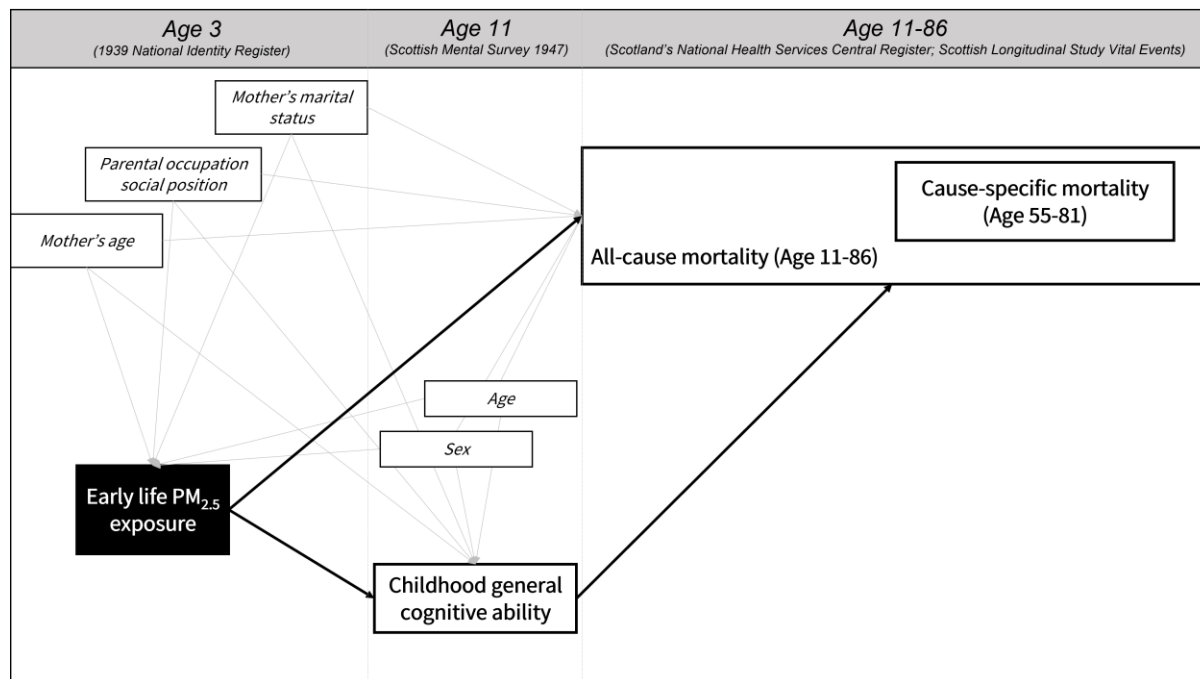 Age 3
(1939 National Identity Register)
Age 11
(Scottish Mental Survey 1947)
Age 11-86
(Scotland's National Health Services Central Register; Scottish Longitudinal Study Vital Events)
Mother's marital
status
Parental occupation
social position
Mother's age
Cause-specific mortality
(Age 55-81)
All-cause mortality (Age 11-86)
Age
Sex
Early life PM2.5
exposure
Childhood general
cognitive ability